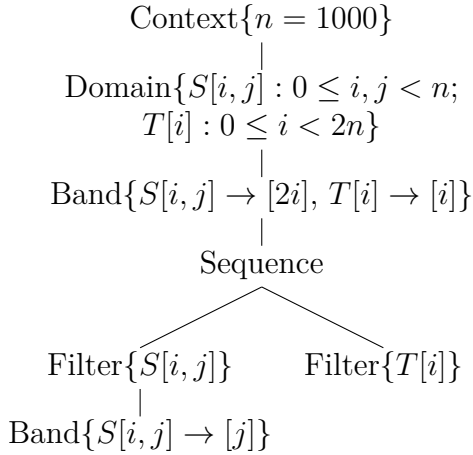 Context{n = 1000}
Domain{S[i, j] : 0 ≤ i, j < n;
T[i] : 0 ≤ i < 2n}
Band{S[i, j] → [2i], T[i] → [i]}
Sequence
Filter{S[i, j]} Filter{T[i]}
Band{S[i, j] → [j]}